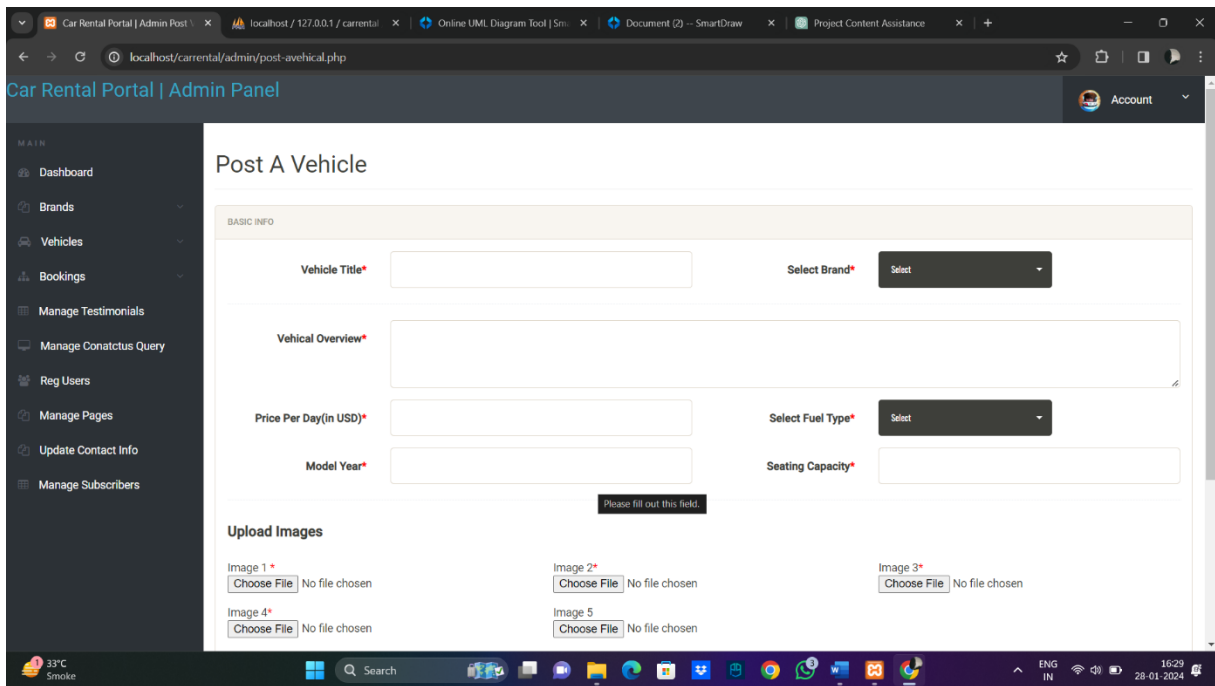 Car Rental Portal | Admin Post V
localhost / 127.0.0.1 / carrental
Online UML Diagram Tool | Sma
Document (2) -- SmartDraw
Project Content Assistance
localhost/carrental/admin/post-avehical.php
Car Rental Portal | Admin Panel
Account
MAIN
Dashboard
Brands
Vehicles
Bookings
Manage Testimonials
Manage Conatctus Query
Reg Users
Manage Pages
Update Contact Info
Manage Subscribers
Post A Vehicle
BASIC INFO
Vehicle Title*
Select Brand*
Select
Vehical Overview*
Price Per Day(in USD)*
Select Fuel Type*
Select
Model Year*
Seating Capacity*
Please fill out this field.
Upload Images
Image 1 *
Choose File No file chosen
Image 2*
Choose File No file chosen
Image 3*
Choose File No file chosen
Image 4*
Choose File No file chosen
Image 5
Choose File No file chosen
1
33°C
Smoke
Search
3
ENG
IN
16:29
28-01-2024